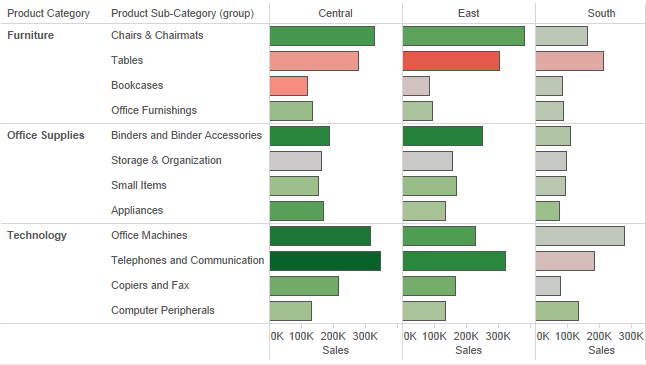 Product Category Product Sub-Category (group) Central East South
Furniture Chairs & Chairmats
Tables
Bookcases
Office Furnishings
Office Supplies Binders and Binder Accessories
Storage & Organization
Small Items
Appliances
Technology Office Machines
Telephones and Communication
Copiers and Fax
Computer Peripherals
0K 100K 200K 300K 0K 100K 200K 300K 0K 100K 200K 300K
Sales Sales Sales